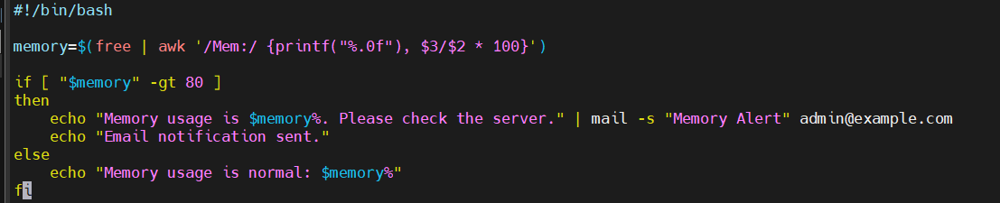 #!/bin/bash
memory=$(free | awk '/Mem:/ {printf("%.0f"), $3/$2 * 100}')
if [ "$memory" -gt 80 ]
then
    echo "Memory usage is $memory%. Please check the server." | mail -s "Memory Alert" admin@example.com
    echo "Email notification sent."
else
    echo "Memory usage is normal: $memory%"
fi